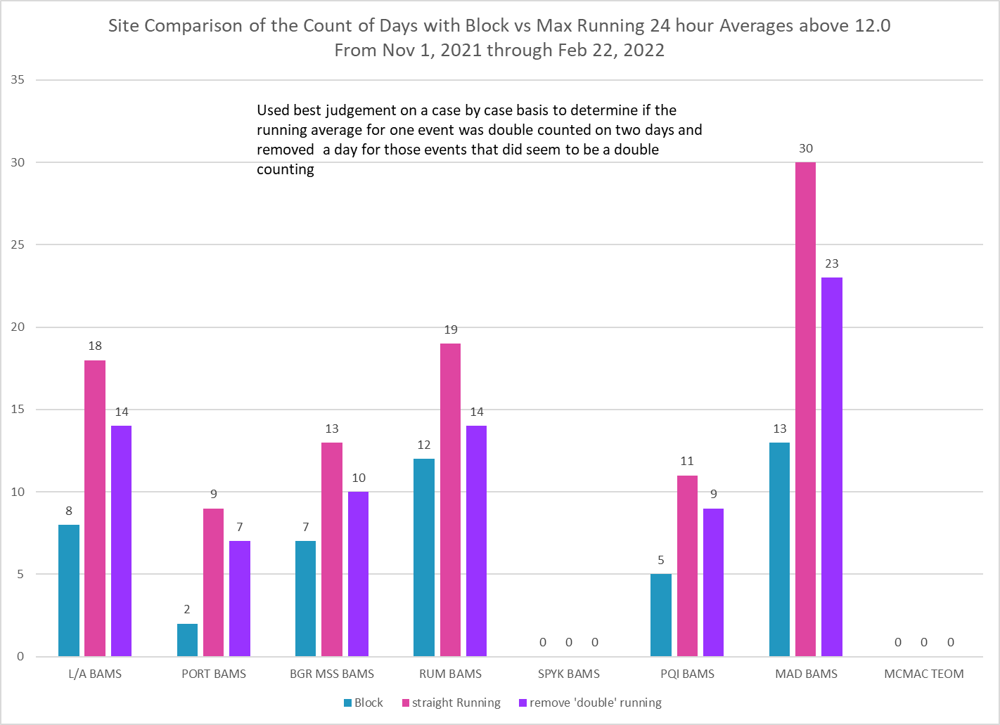 Site Comparison of the Count of Days with Block vs Max Running 24 hour Averages above 12.0
From Nov 1, 2021 through Feb 22, 2022
35
Used best judgement on a case by case basis to determine if the
running average for one event was double counted on two days and
removed  a day for those events that did seem to be a double
counting
30
25
20
15
10
5
0
8
18
14
2
9
7
7
13
10
12
19
14
0
0
0
5
11
9
13
30
23
0
0
0
L/A BAMS
PORT BAMS
BGR MSS BAMS
RUM BAMS
SPYK BAMS
PQI BAMS
MAD BAMS
MCMAC TEOM
Block
straight Running
remove 'double' running